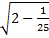 √(2 − 1/25)